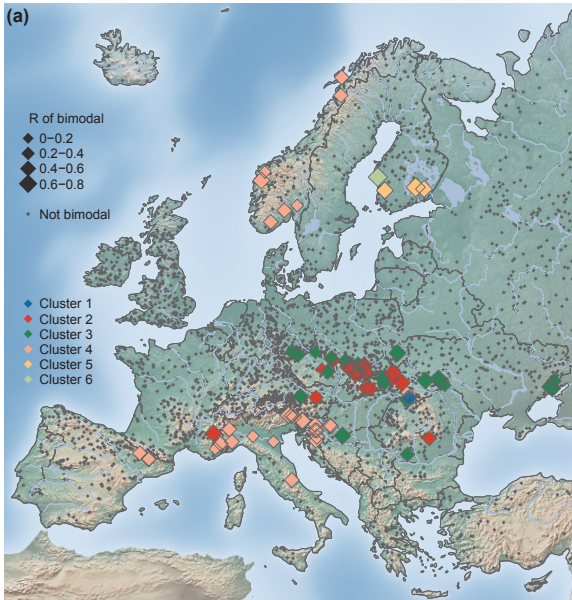 (a)
R of bimodal
0−0.2
0.2−0.4
0.4−0.6
0.6−0.8
Not bimodal
Cluster 1
Cluster 2
Cluster 3
Cluster 4
Cluster 5
Cluster 6